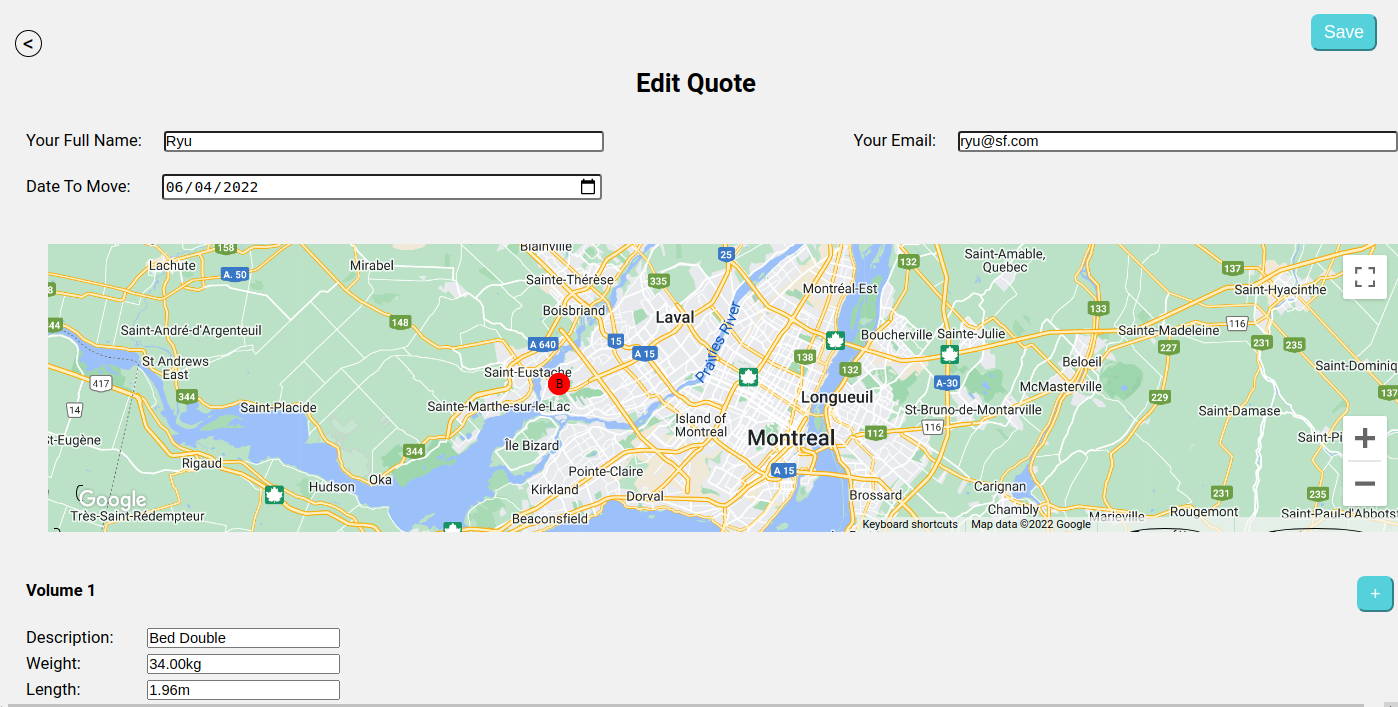 <
Save
Edit Quote
Your Full Name: Ryu
Your Email: ryu@sf.com
Date To Move: 06/04/2022
Blainville
158
25
Saint-Amable,
Quebec
132
137
Lachute
Mirabel
A. 50
Sainte-Thérèse
335
Montréal-Est
Saint-Hyacinthe
Boisbriand
Laval
133
44
148
116
Saint-André-d'Argenteuil
Boucherville
Sainte-Julie
Sainte-Madeleine
A 640
15
A 15
Prairies River
138
227
231
235
St Andrews
East
Saint-Eustache
132
Beloeil
Saint-Dominiq
417
B
A-30
McMasterville
137
344
229
14
Saint-Placide
Sainte-Marthe-sur-le-Lac
Longueuil
St-Bruno-de-Montarville
Saint-Damase
Island of
Montreal
116
112
Montreal
St-Eugène
Île Bizard
Saint-Pi
+
344
Rigaud
Pointe-Claire
A 15
Oka
Hudson
Kirkland
Dorval
Brossard
Carignan
231
235
Google
Chambly
Très-Saint-Rédempteur
Beaconsfield
Marieville
Rougemont
Saint-Paul-d'Abbots
Keyboard shortcuts
Map data ©2022 Google
Volume 1
+
Description: Bed Double
Weight: 34.00kg
Length: 1.96m